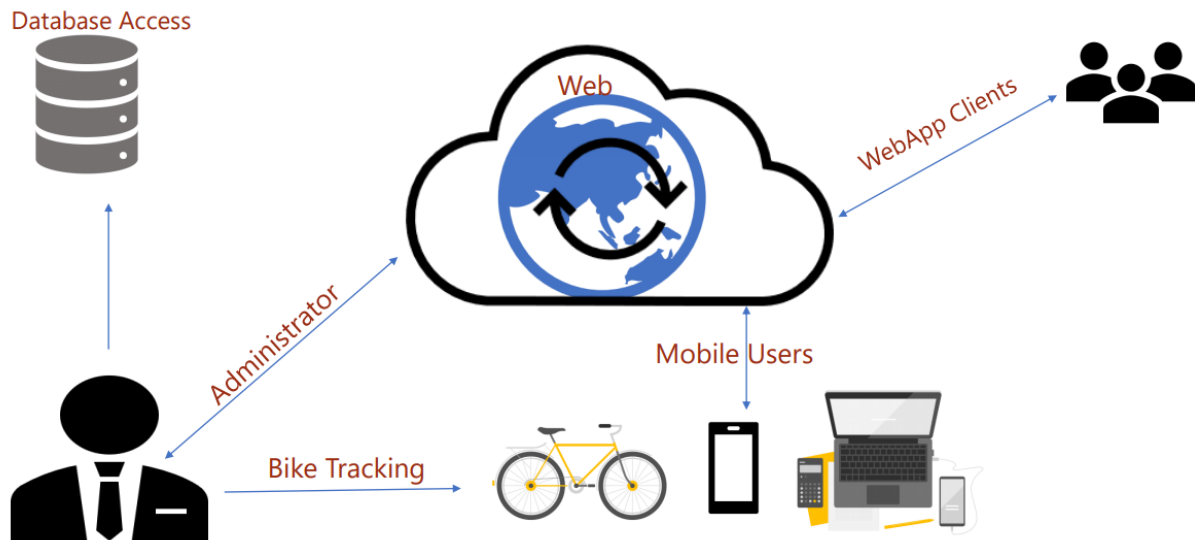 Database Access
Web
WebApp Clients
Administrator
Mobile Users
Bike Tracking